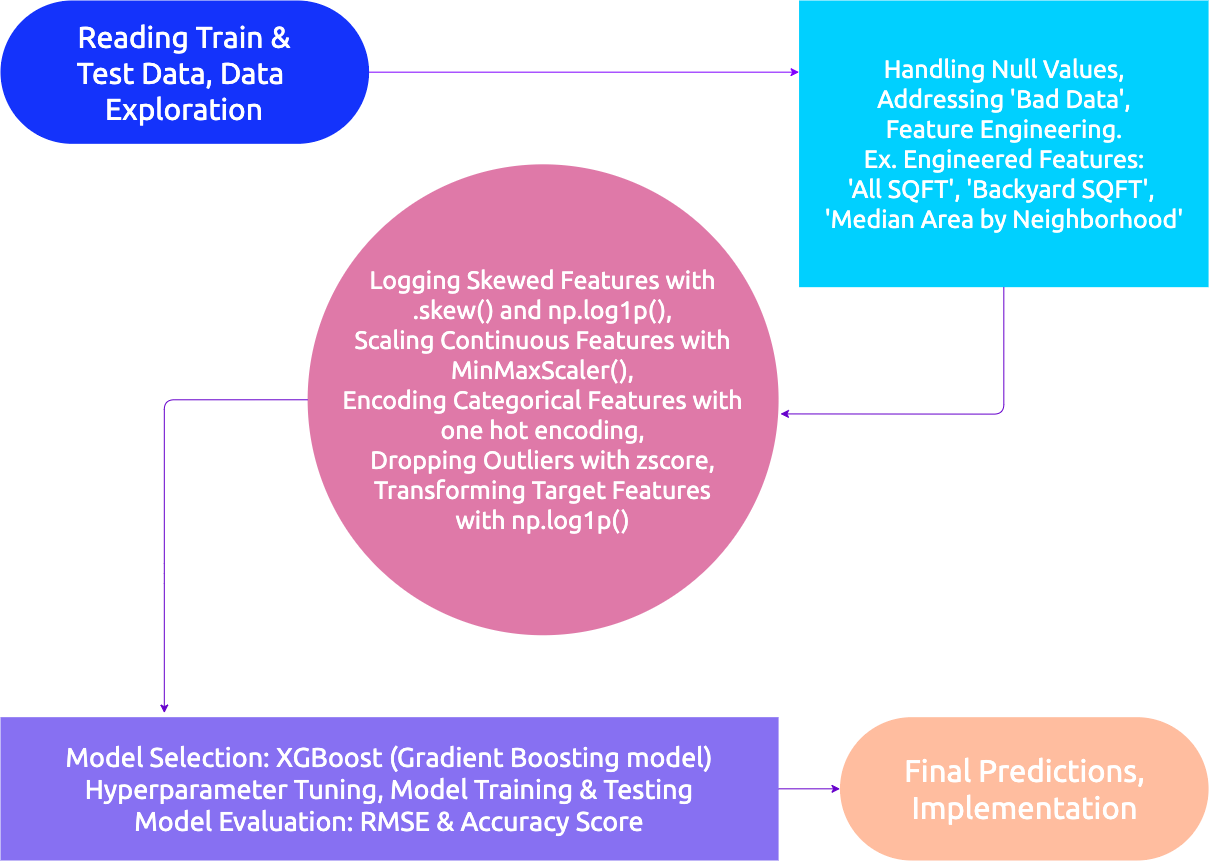 Reading Train &
Test Data, Data
Exploration
Handling Null Values,
Addressing 'Bad Data',
Feature Engineering.
Ex. Engineered Features:
'All SQFT', 'Backyard SQFT',
'Median Area by Neighborhood'
Logging Skewed Features with
.skew() and np.log1p(),
Scaling Continuous Features with
MinMaxScaler(),
Encoding Categorical Features with
one hot encoding,
Dropping Outliers with zscore,
Transforming Target Features
with np.log1p()
Model Selection: XGBoost (Gradient Boosting model)
Hyperparameter Tuning, Model Training & Testing
Model Evaluation: RMSE & Accuracy Score
Final Predictions,
Implementation